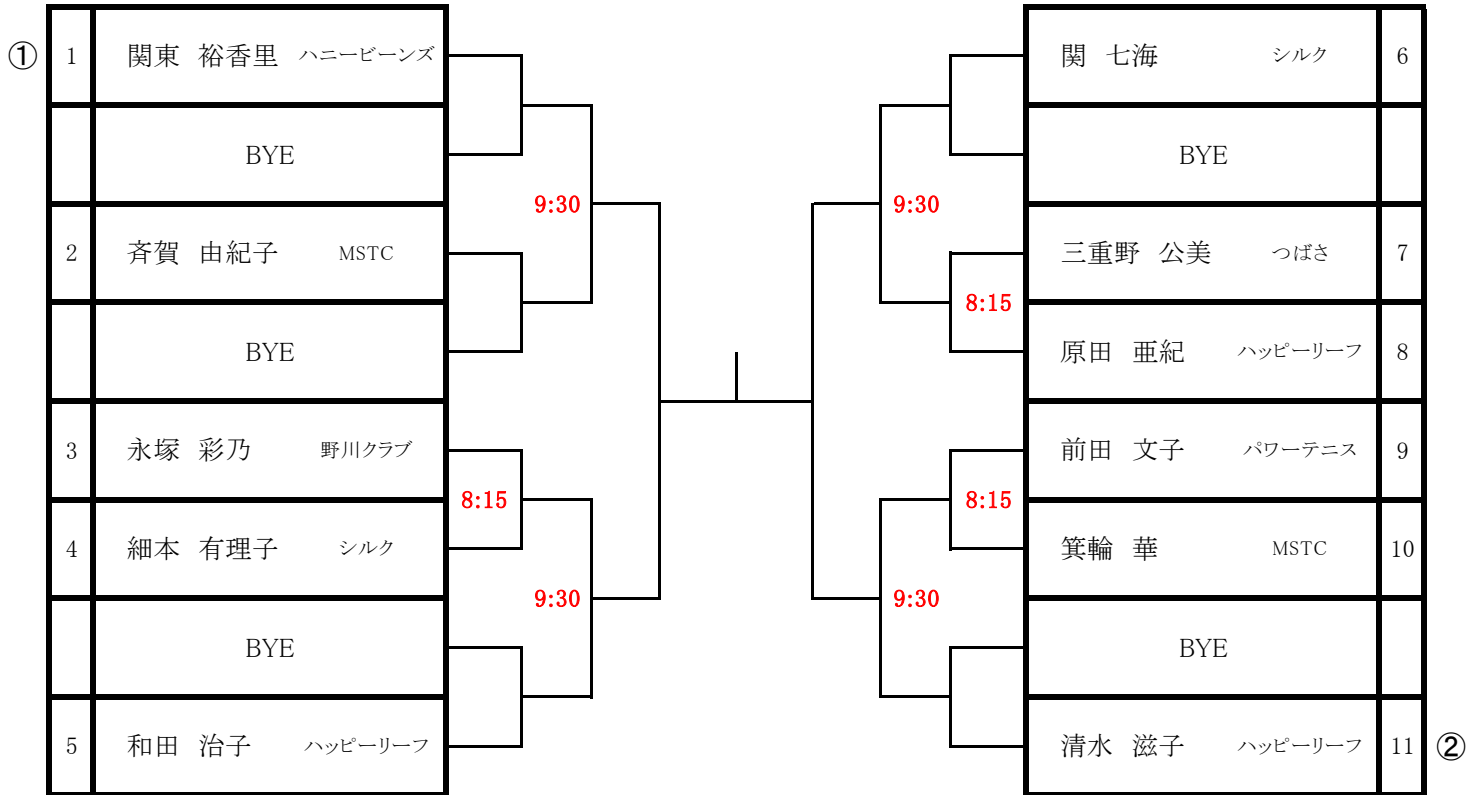 ① 1 関東 裕香里 ハニービーンズ
BYE
9:30
2 斉賀 由紀子 MSTC
BYE
3 永塚 彩乃 野川クラブ
8:15
4 細本 有理子 シルク
9:30
BYE
5 和田 治子 ハッピーリーフ
関 七海 シルク 6
BYE
9:30
三重野 公美 つばさ 7
8:15
原田 亜紀 ハッピーリーフ 8
前田 文子 パワーテニス 9
8:15
箕輪 華 MSTC 10
9:30
BYE
清水 滋子 ハッピーリーフ 11 ②